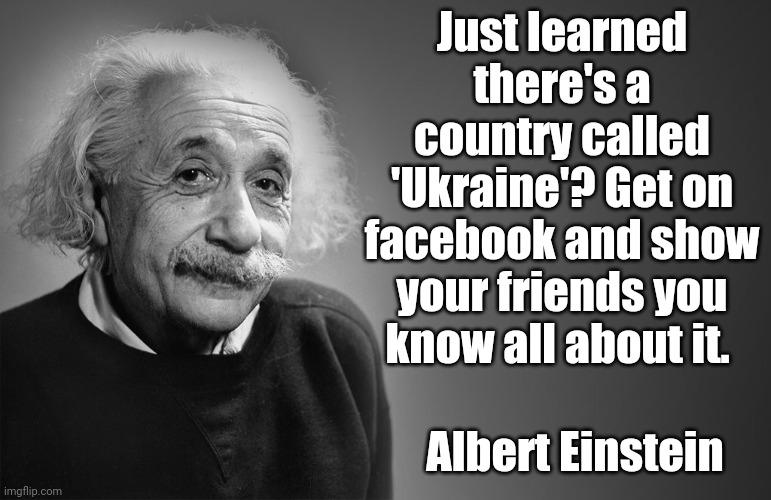 Just learned
there's a
country called
'Ukraine'? Get on
facebook and show
your friends you
know all about it.
Albert Einstein
imgflip.com